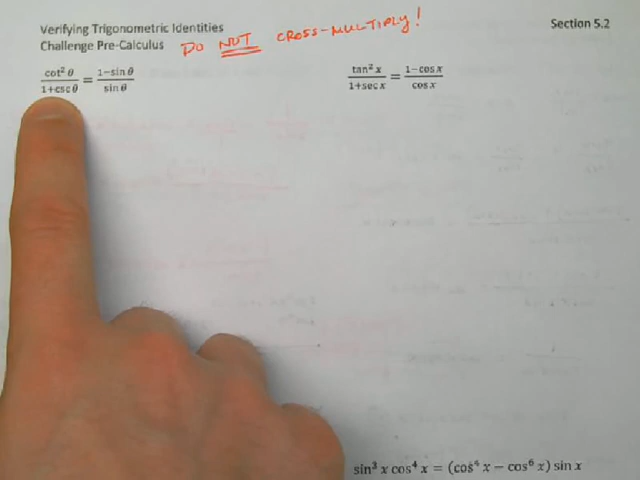 Verifying Trigonometric Identities
Section 5.2
Challenge Pre-Calculus
DO NOT CROSS-MULTIPLY!
cot² θ / 1+csc θ = 1−sin θ / sin θ
tan² x / 1+sec x = 1−cos x / cos x
sin³ x cos⁴ x = (cos⁴ x − cos⁶ x) sin x